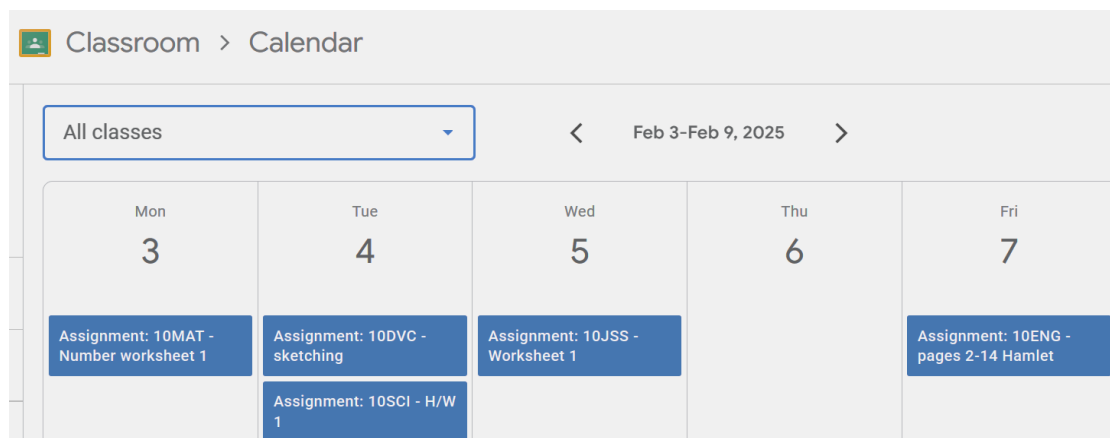 Classroom > Calendar
All classes
Feb 3-Feb 9, 2025
Mon
Tue
Wed
Thu
Fri
3
4
5
6
7
Assignment: 10MAT -
Number worksheet 1
Assignment: 10DVC -
sketching
Assignment: 10JSS -
Worksheet 1
Assignment: 10ENG -
pages 2-14 Hamlet
Assignment: 10SCI - H/W
1